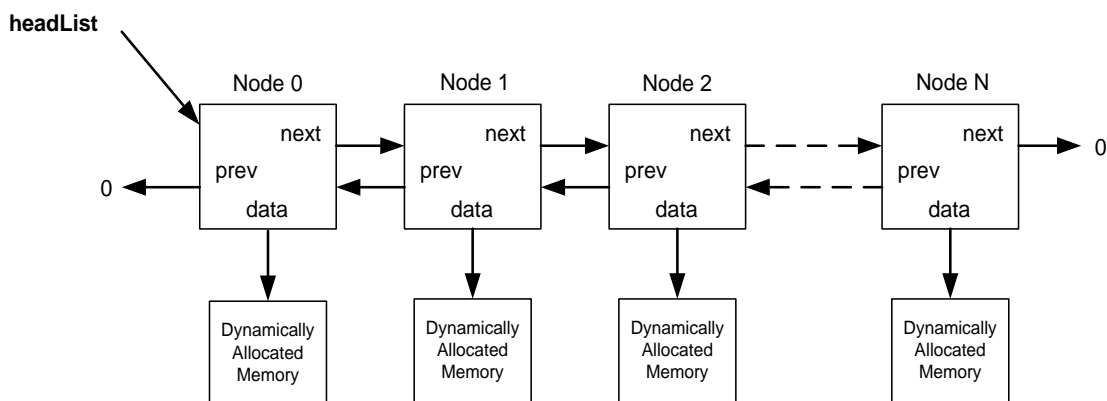 headList
Node 0
Node 1
Node 2
Node N
next
next
next
next
0
prev
prev
prev
prev
0
data
data
data
data
Dynamically
Allocated
Memory
Dynamically
Allocated
Memory
Dynamically
Allocated
Memory
Dynamically
Allocated
Memory